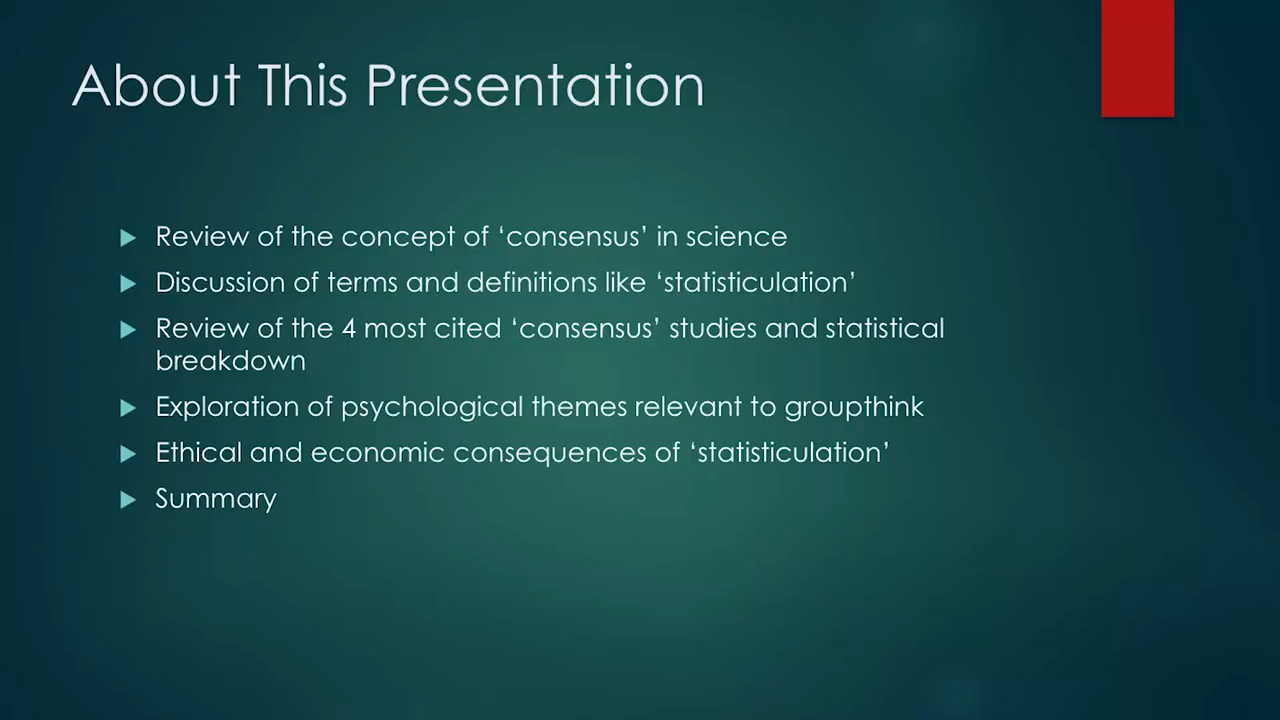 About This Presentation
Review of the concept of ‘consensus’ in science
Discussion of terms and definitions like ‘statisticulation’
Review of the 4 most cited ‘consensus’ studies and statistical
breakdown
Exploration of psychological themes relevant to groupthink
Ethical and economic consequences of ‘statisticulation’
Summary